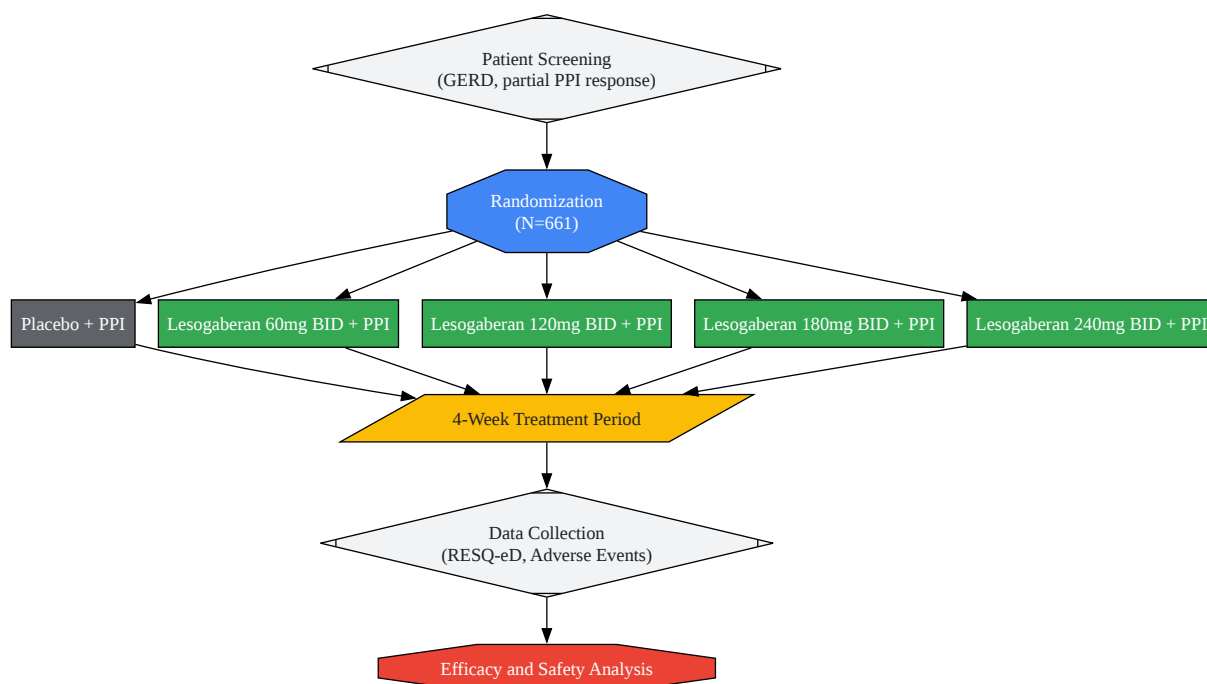 Patient Screening
(GERD, partial PPI response)
Randomization
(N=661)
Placebo + PPI
Lesogaberan 60mg BID + PPI
Lesogaberan 120mg BID + PPI
Lesogaberan 180mg BID + PPI
Lesogaberan 240mg BID + PPI
4-Week Treatment Period
Data Collection
(RESQ-eD, Adverse Events)
Efficacy and Safety Analysis